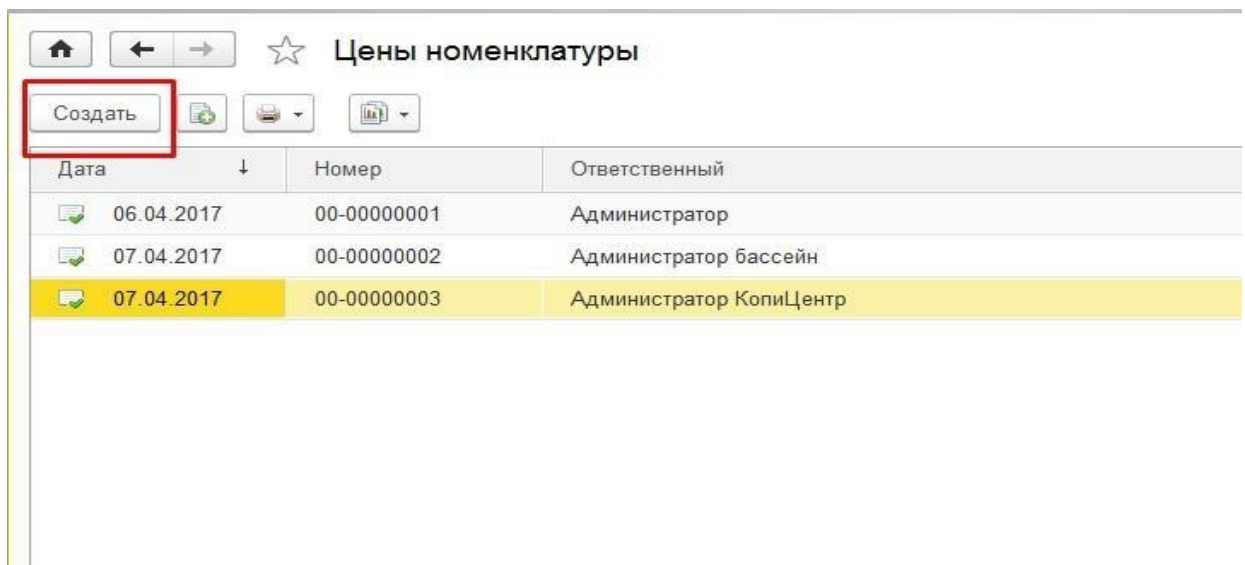 Цены номенклатуры
Создать
Дата ↓ Номер Ответственный
06.04.2017 00-00000001 Администратор
07.04.2017 00-00000002 Администратор бассейн
07.04.2017 00-00000003 Администратор КопиЦентр